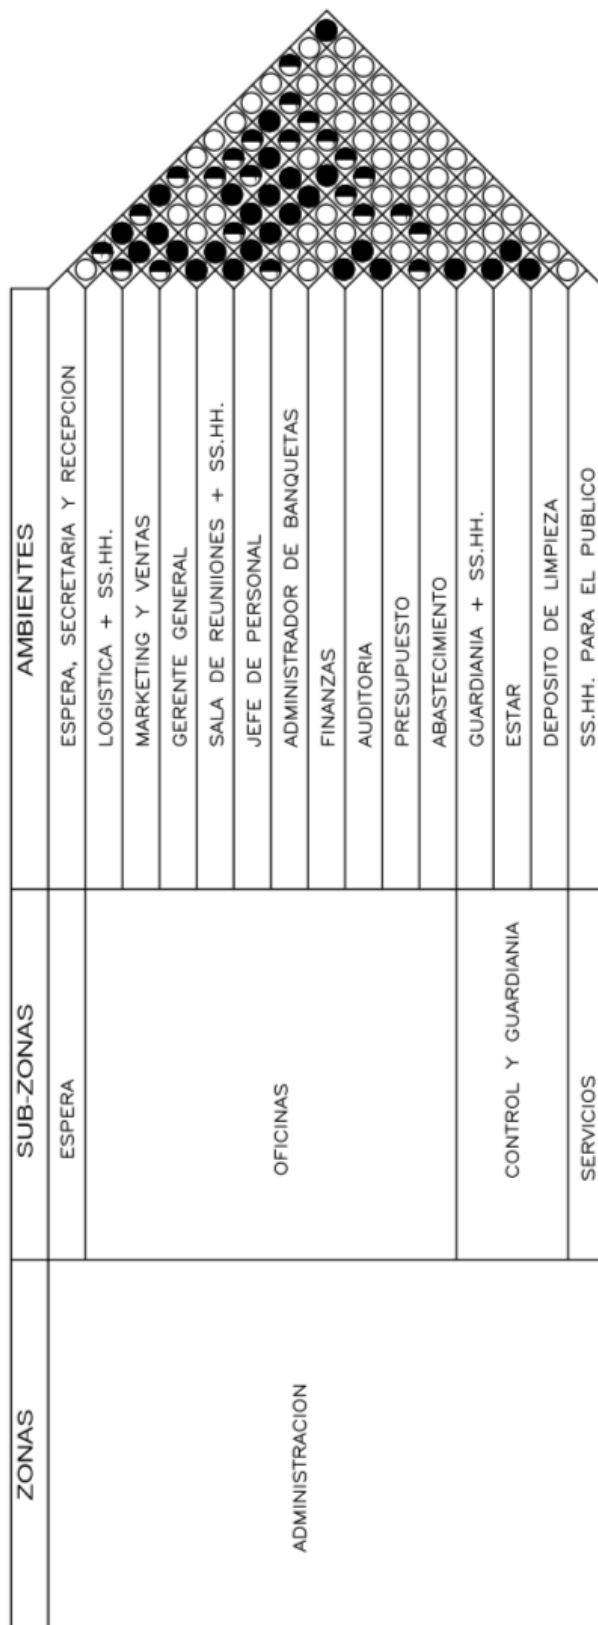 ZONAS
SUB-ZONAS
AMBIENTES
ADMINISTRACION
ESPERA
ESPERA, SECRETARIA Y RECEPCION
OFICINAS
LOGISTICA + SS.HH.
MARKETING Y VENTAS
GERENTE GENERAL
SALA DE REUNIIONES + SS.HH.
JEFE DE PERSONAL
ADMINISTRADOR DE BANQUETAS
FINANZAS
AUDITORIA
PRESUPUESTO
ABASTECIMIENTO
CONTROL Y GUARDIANIA
GUARDIANIA + SS.HH.
ESTAR
DEPOSITO DE LIMPIEZA
SERVICIOS
SS.HH. PARA EL PUBLICO